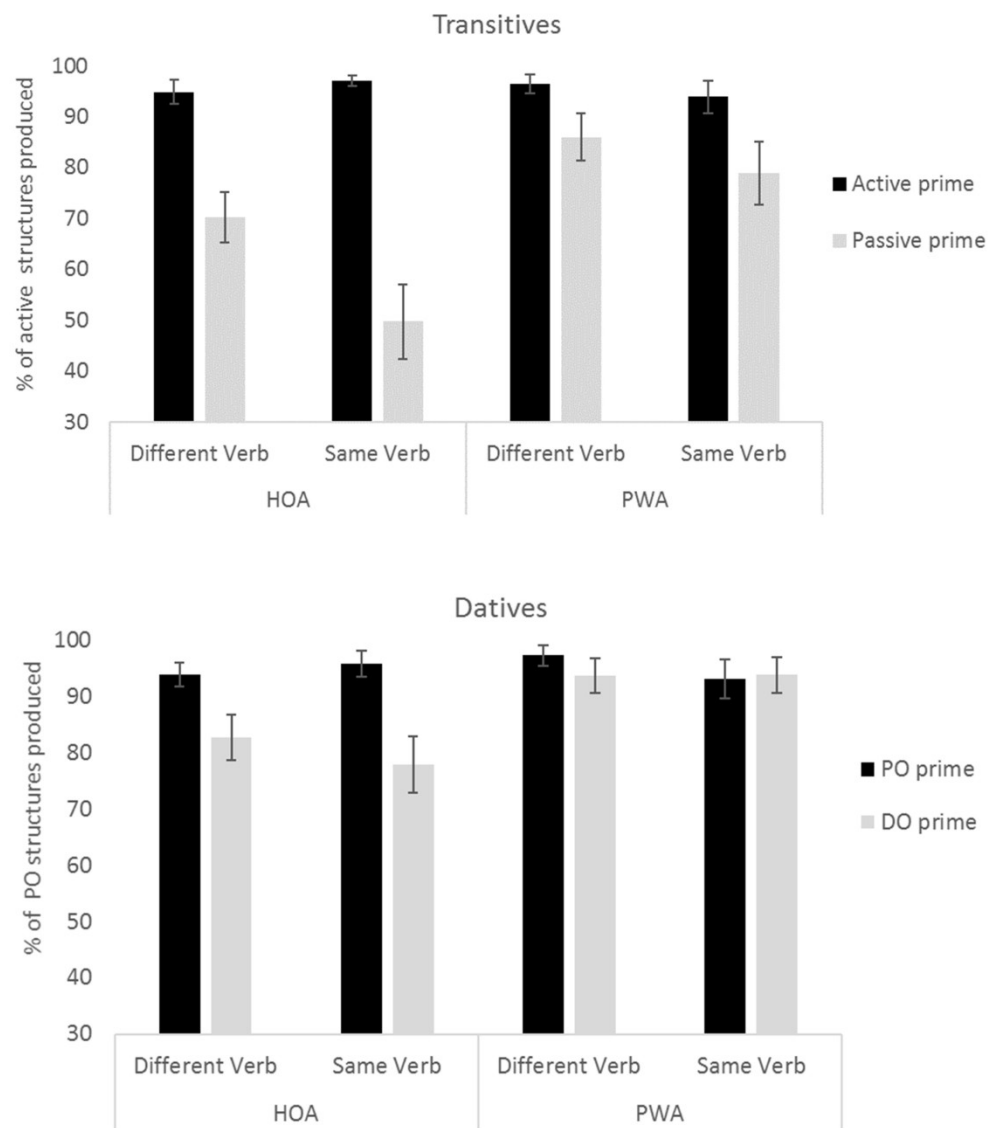 Transitives
% of active structures produced
100
90
80
70
60
50
40
30
Active prime
Passive prime
Different Verb Same Verb Different Verb Same Verb
HOA PWA
Datives
% of PO structures produced
100
90
80
70
60
50
40
30
PO prime
DO prime
Different Verb Same Verb Different Verb Same Verb
HOA PWA